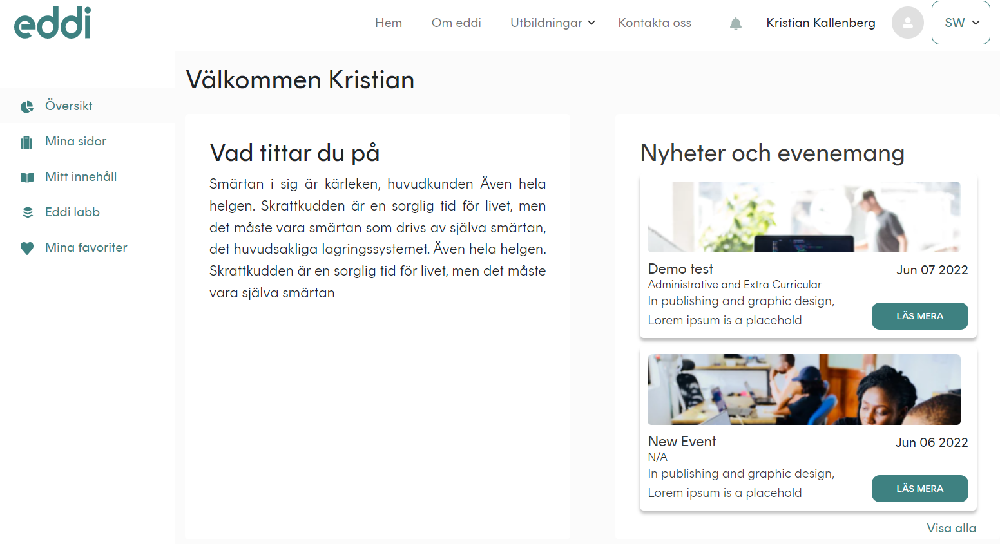 eddi
Hem Om eddi Utbildningar Kontakta oss Kristian Kallenberg SW
Välkommen Kristian
Översikt
Mina sidor
Mitt innehåll
Eddi labb
Mina favoriter
Vad tittar du på
Smärtan i sig är kärleken, huvudkunden Även hela
helgen. Skrattkudden är en sorglig tid för livet, men
det måste vara smärtan som drivs av själva smärtan,
det huvudsakliga lagringssystemet. Även hela helgen.
Skrattkudden är en sorglig tid för livet, men det måste
vara själva smärtan
Nyheter och evenemang
Demo test
Jun 07 2022
Administrative and Extra Curricular
In publishing and graphic design,
Lorem ipsum is a placehold
LÄS MERA
New Event
Jun 06 2022
N/A
In publishing and graphic design,
Lorem ipsum is a placehold
LÄS MERA
Visa alla